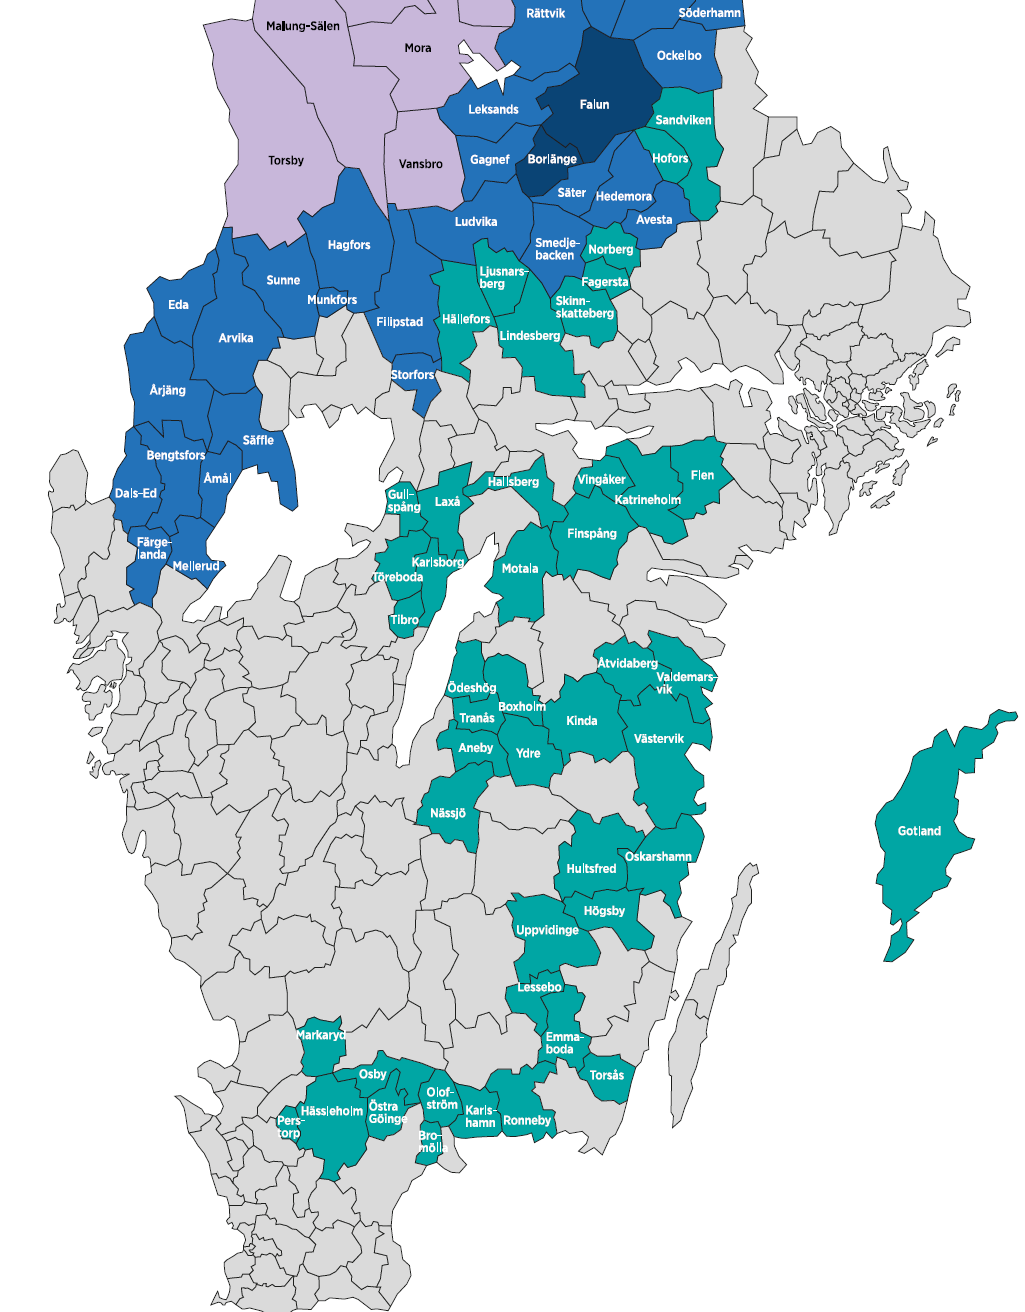 Rättvik
Söderhamn
Malung-Sälen
Mora
Ockelbo
Leksands
Falun
Sandviken
Torsby
Vansbro
Gagnef
Borlänge
Hofors
Säter
Hedemora
Ludvika
Avesta
Hagfors
Smedje-
backen
Norberg
Sunne
Ljusnars-
berg
Fagersta
Eda
Munkfors
Skinn-
skatteberg
Arvika
Filipstad
Hällefors
Lindesberg
Årjäng
Storfors
Säffle
Bengtsfors
Åmål
Dals-Ed
Gull-
spång
Laxå
Hallsberg
Vingåker
Flen
Katrineholm
Finspång
Färge-
landa
Mellerud
Karlsborg
Töreboda
Motala
Tibro
Åtvidaberg
Valdemars-
vik
Ödeshög
Boxholm
Tranås
Kinda
Västervik
Aneby
Ydre
Nässjö
Gotland
Oskarshamn
Hultsfred
Högsby
Uppvidinge
Lessebo
Markaryd
Emma-
boda
Osby
Torsås
Olof-
ström
Hässleholm
Östra
Göinge
Karls-
hamn
Ronneby
Pers-
torp
Bro-
mölla